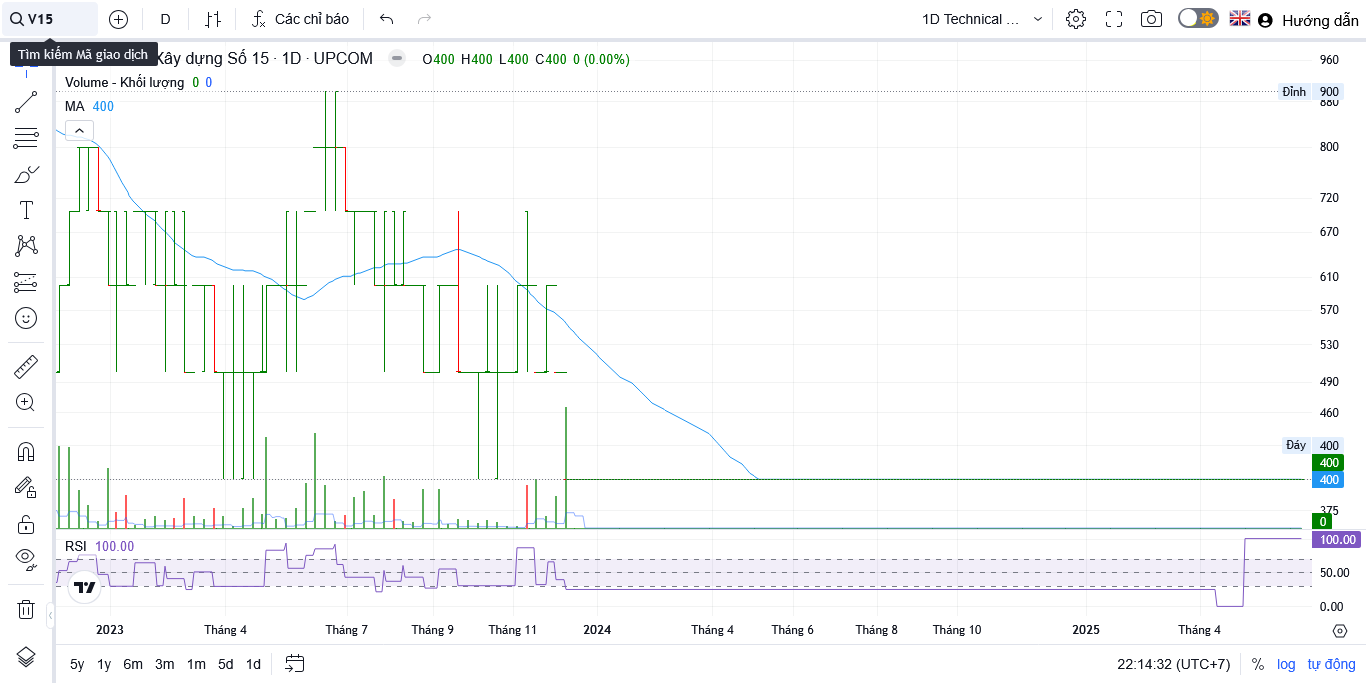 V15 D Các chỉ báo 1D Technical ... Hướng dẫn
Tìm kiếm Mã giao dịch
Xây dựng Số 15 · 1D · UPCOM O400 H400 L400 C400 0 (0.00%)
Volume - Khối lượng 0 0
MA 400
960
Đỉnh 900
880
800
720
670
610
570
530
490
460
Đáy 400
400
400
375
0
RSI 100.00
100.00
50.00
0.00
2023 Tháng 4 Tháng 7 Tháng 9 Tháng 11 2024 Tháng 4 Tháng 6 Tháng 8 Tháng 10 2025 Tháng 4
5y 1y 6m 3m 1m 5d 1d 22:14:32 (UTC+7) % log tự động